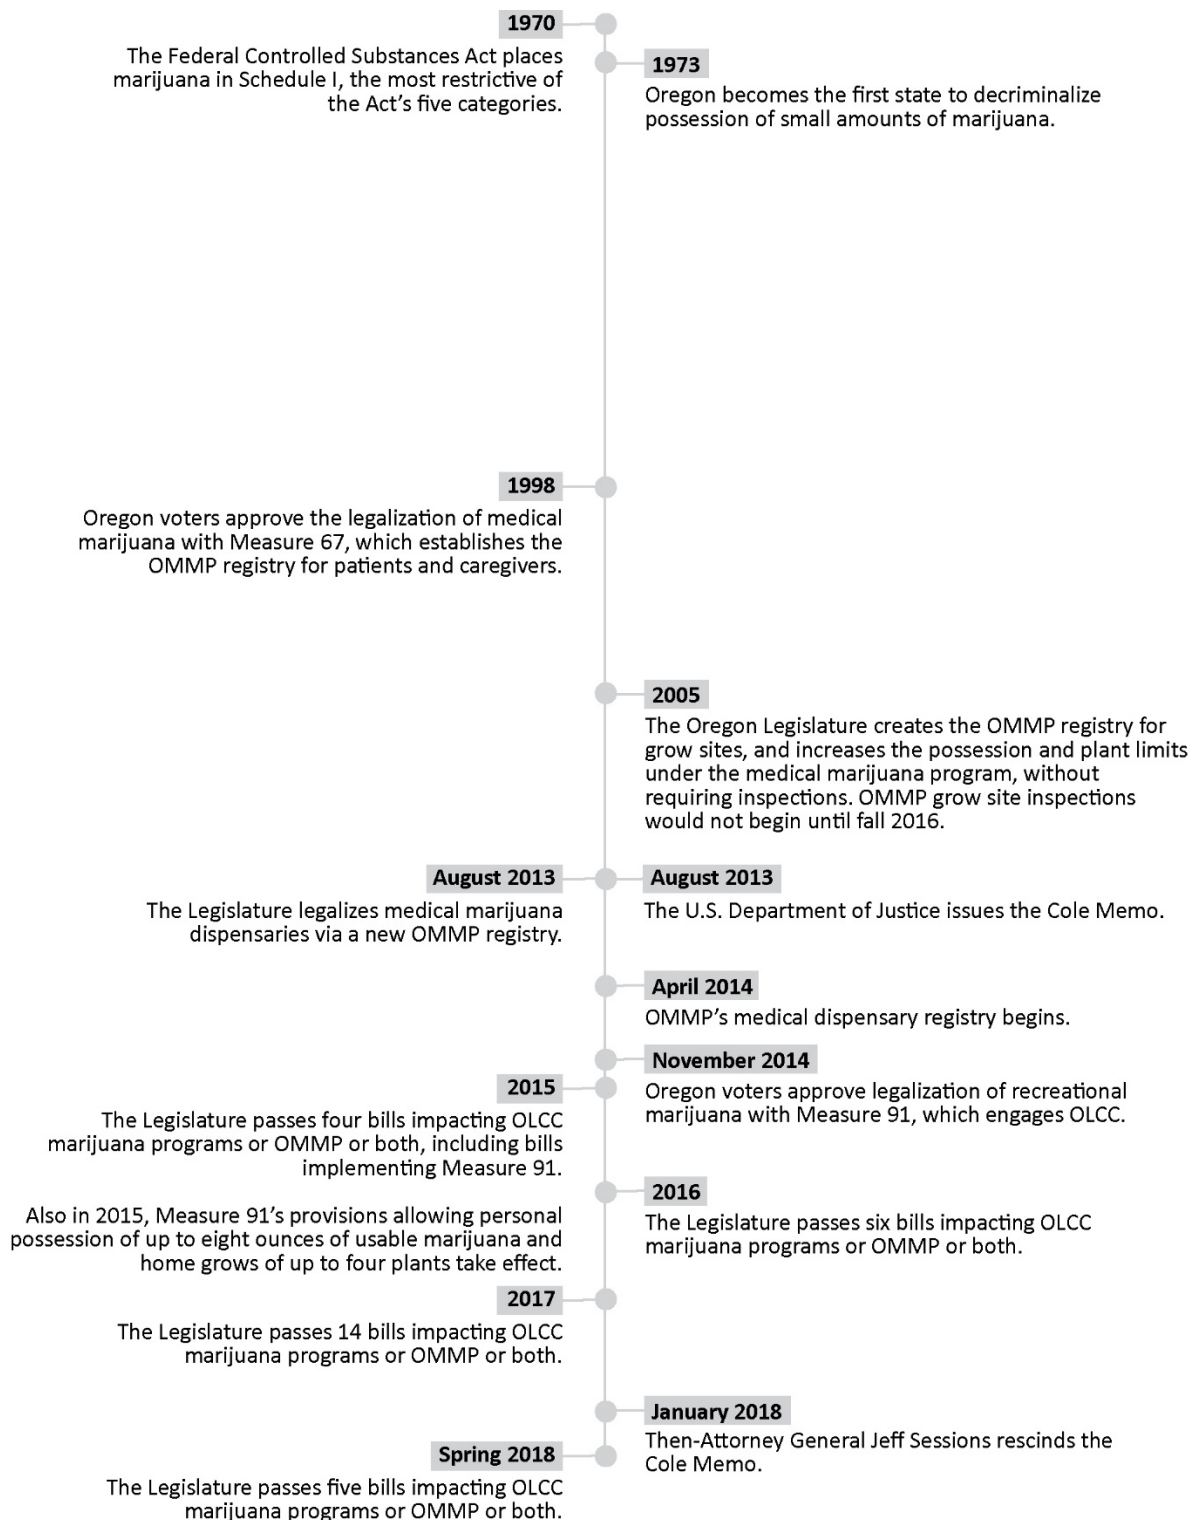 1970
The Federal Controlled Substances Act places
marijuana in Schedule I, the most restrictive of
the Act's five categories.
1973
Oregon becomes the first state to decriminalize
possession of small amounts of marijuana.
1998
Oregon voters approve the legalization of medical
marijuana with Measure 67, which establishes the
OMMP registry for patients and caregivers.
2005
The Oregon Legislature creates the OMMP registry for
grow sites, and increases the possession and plant limits
under the medical marijuana program, without
requiring inspections. OMMP grow site inspections
would not begin until fall 2016.
August 2013
The Legislature legalizes medical marijuana
dispensaries via a new OMMP registry.
August 2013
The U.S. Department of Justice issues the Cole Memo.
April 2014
OMMP's medical dispensary registry begins.
November 2014
Oregon voters approve legalization of recreational
marijuana with Measure 91, which engages OLCC.
2015
The Legislature passes four bills impacting OLCC
marijuana programs or OMMP or both, including bills
implementing Measure 91.
Also in 2015, Measure 91's provisions allowing personal
possession of up to eight ounces of usable marijuana and
home grows of up to four plants take effect.
2016
The Legislature passes six bills impacting OLCC
marijuana programs or OMMP or both.
2017
The Legislature passes 14 bills impacting OLCC
marijuana programs or OMMP or both.
January 2018
Then-Attorney General Jeff Sessions rescinds the
Cole Memo.
Spring 2018
The Legislature passes five bills impacting OLCC
marijuana programs or OMMP or both.